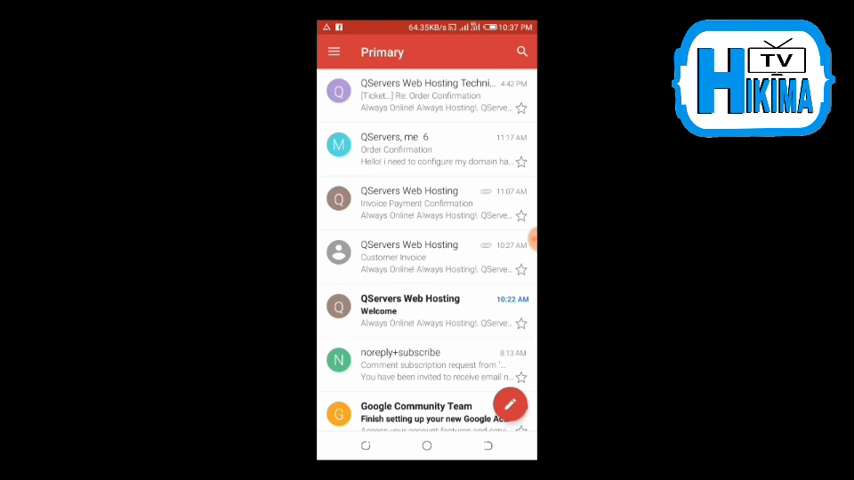 64.35KB/s 10:37 PM
Primary
TV
HIKIMA
Q
QServers Web Hosting Techni... 4:42 PM
[Ticket...] Re: Order Confirmation
Always Online! Always Hosting!. QServe...
M
QServers, me 6 11:17 AM
Order Confirmation
Hello! i need to configure my domain ha...
Q
QServers Web Hosting 11:07 AM
Invoice Payment Confirmation
Always Online! Always Hosting!. QServe...
QServers Web Hosting 10:27 AM
Customer Invoice
Always Online! Always Hosting!. QServe...
Q
QServers Web Hosting 10:22 AM
Welcome
Always Online! Always Hosting!. QServe...
N
noreply+subscribe 8:13 AM
Comment subscription request from '...
You have been invited to receive email n...
G
Google Community Team
Finish setting up your new Google Ac...